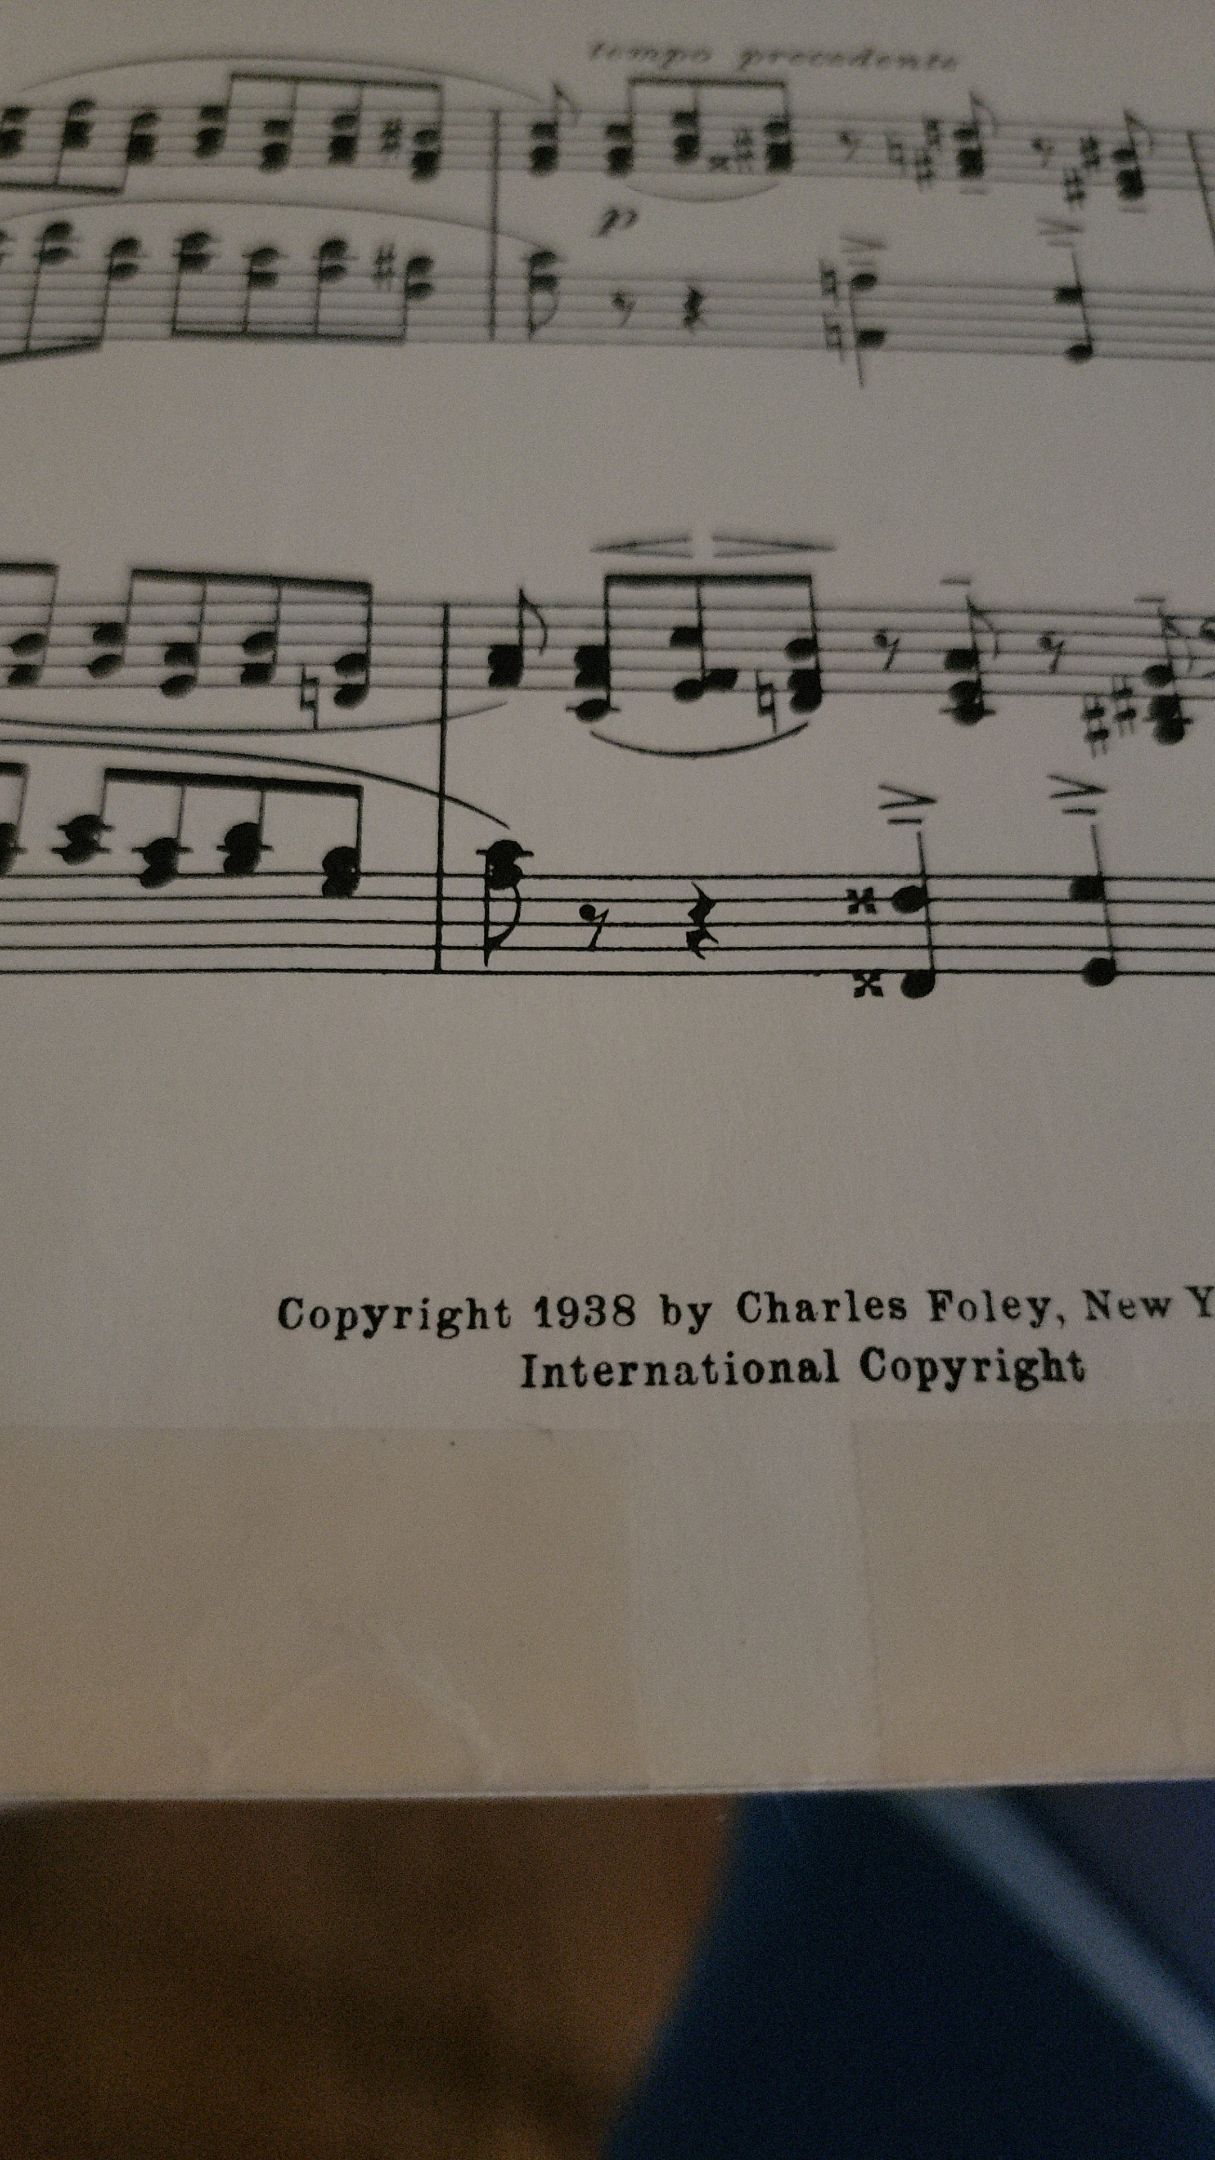 tempo precedente
p
Copyright 1938 by Charles Foley, New Y
International Copyright